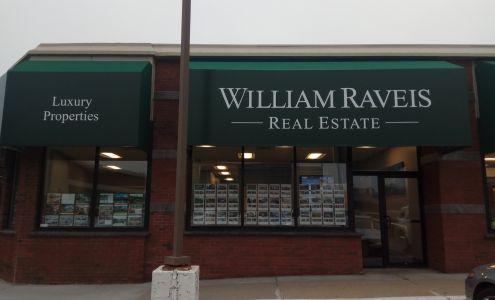 Luxury
Properties
WILLIAM RAVEIS
REAL ESTATE